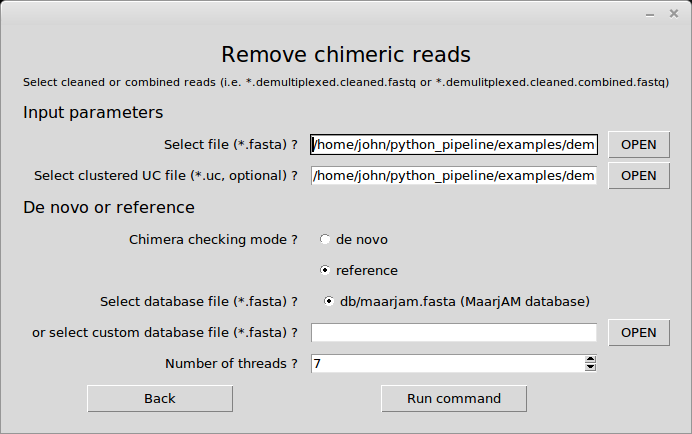 Remove chimeric reads
Select cleaned or combined reads (i.e. *.demultiplexed.cleaned.fastq or *.demulitplexed.cleaned.combined.fastq)
Input parameters
Select file (*.fasta) ? /home/john/python_pipeline/examples/dem OPEN
Select clustered UC file (*.uc, optional) ? /home/john/python_pipeline/examples/dem OPEN
De novo or reference
Chimera checking mode ? de novo
reference
Select database file (*.fasta) ? db/maarjam.fasta (MaarjAM database)
or select custom database file (*.fasta) ? OPEN
Number of threads ? 7
Back Run command